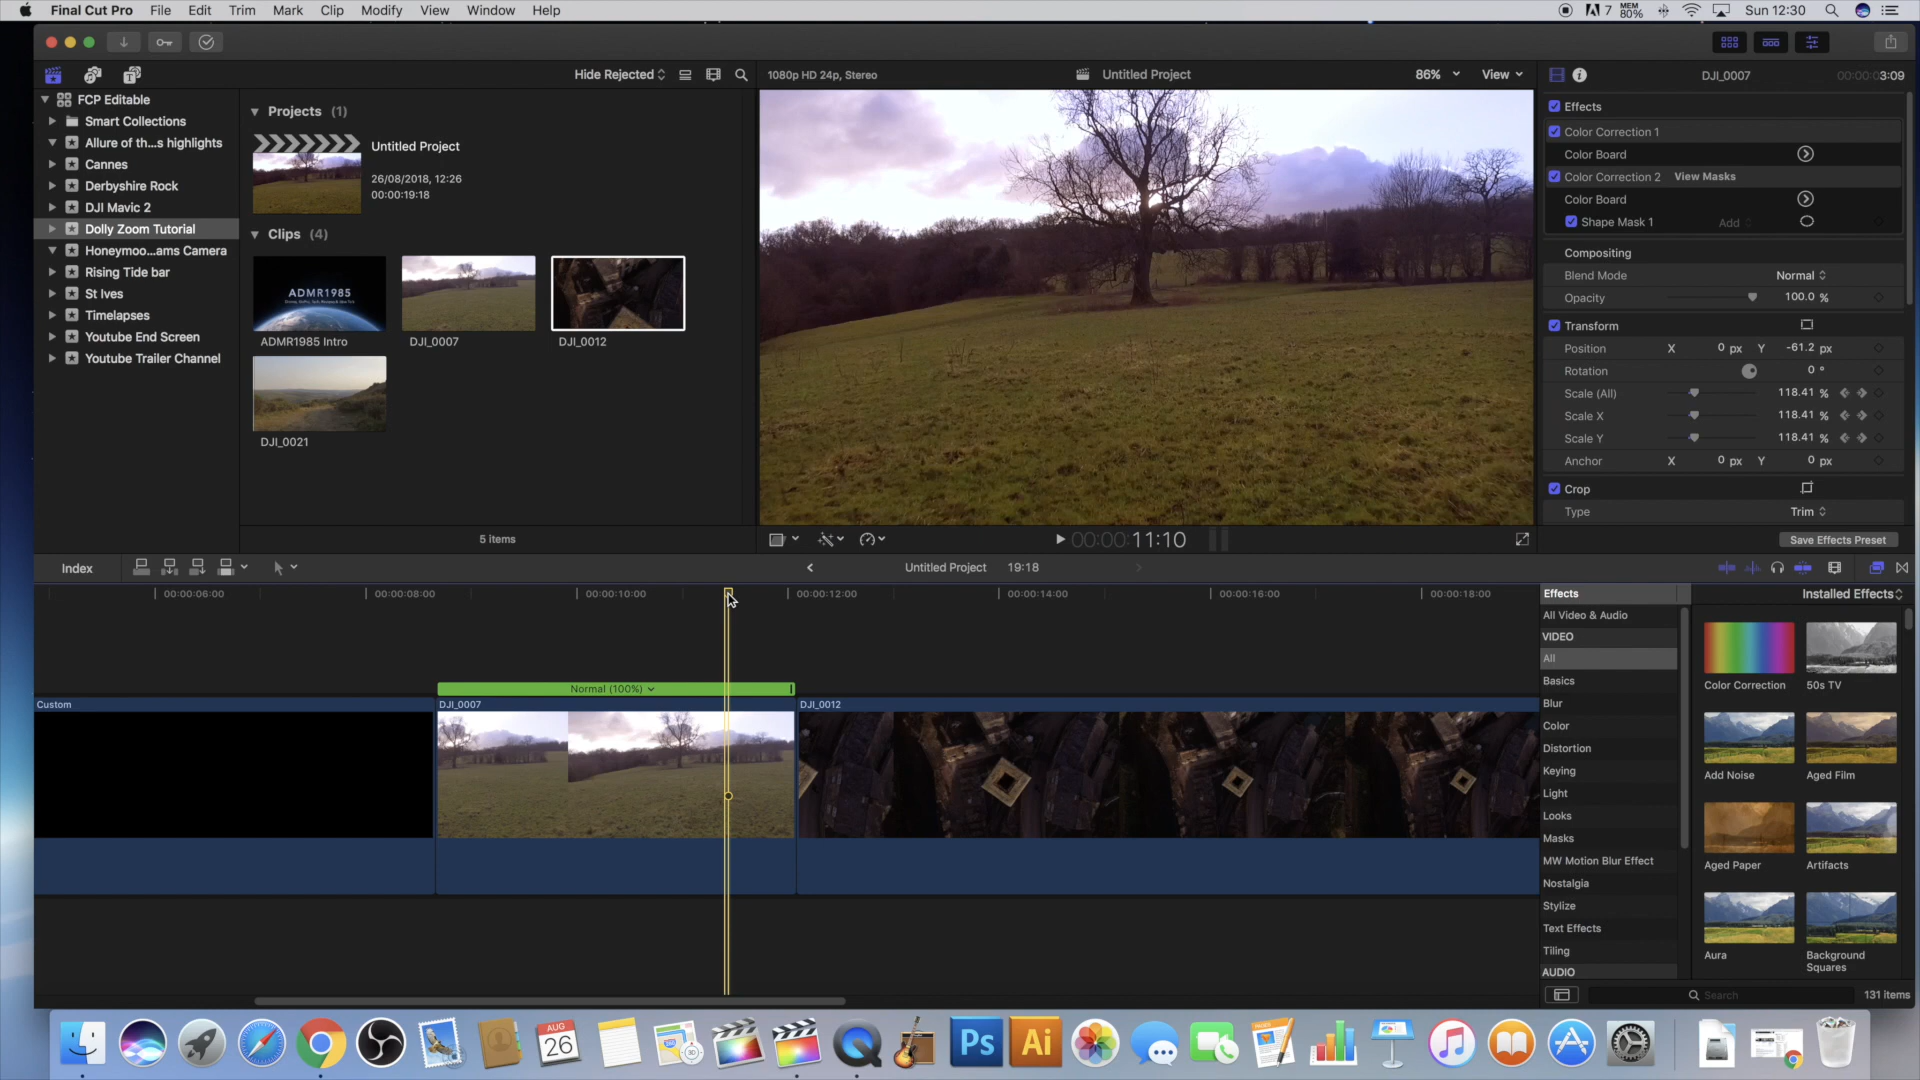 Final Cut Pro File Edit Trim Mark Clip Modify View Window Help
7 MEM 80% Sun 12:30
Hide Rejected
1080p HD 24p, Stereo
Untitled Project
86% View
DJI_0007
00:00:03:09
FCP Editable
Smart Collections
Allure of th...s highlights
Cannes
Derbyshire Rock
DJI Mavic 2
Dolly Zoom Tutorial
Honeymoo...ams Camera
Rising Tide bar
St Ives
Timelapses
Youtube End Screen
Youtube Trailer Channel
Projects (1)
Untitled Project
26/08/2018, 12:26
00:00:19:18
Clips (4)
ADMR1985
ADMR1985 Intro
DJI_0007
DJI_0012
DJI_0021
5 items
00:00:11:10
Effects
Color Correction 1
Color Board
Color Correction 2 View Masks
Color Board
Shape Mask 1 Add
Compositing
Blend Mode Normal
Opacity 100.0 %
Transform
Position X 0 px Y -61.2 px
Rotation 0 °
Scale (All) 118.41 %
Scale X 118.41 %
Scale Y 118.41 %
Anchor X 0 px Y 0 px
Crop
Type Trim
Save Effects Preset
Index
Untitled Project 19:18
00:00:06:00 00:00:08:00 00:00:10:00 00:00:12:00 00:00:14:00 00:00:16:00 00:00:18:00
Normal (100%)
Custom
DJI_0007
DJI_0012
Effects
All Video & Audio
VIDEO
All
Basics
Blur
Color
Distortion
Keying
Light
Looks
Masks
MW Motion Blur Effect
Nostalgia
Stylize
Text Effects
Tiling
AUDIO
Installed Effects
Color Correction
50s TV
Add Noise
Aged Film
Aged Paper
Artifacts
Aura
Background Squares
Search
131 items
AUG
26
Ps
Ai